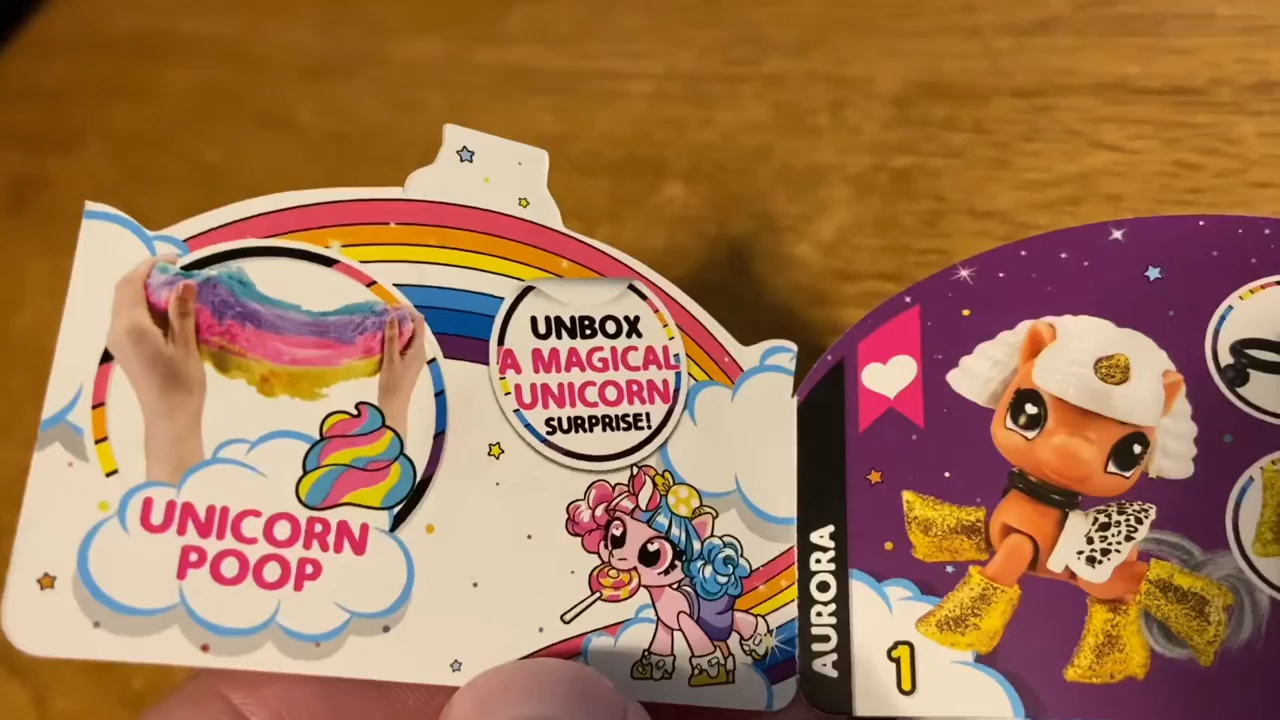 UNICORN
POOP
UNBOX
A MAGICAL
UNICORN
SURPRISE!
AURORA
1